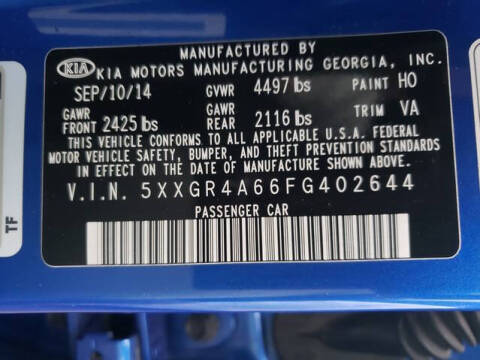 MANUFACTURED BY
KIA KIA MOTORS MANUFACTURING GEORGIA, INC.
SEP/10/14 GVWR 4497 lbs PAINT HO
GAWR FRONT 2425 lbs GAWR REAR 2116 lbs TRIM VA
THIS VEHICLE CONFORMS TO ALL APPLICABLE U.S.A. FEDERAL
MOTOR VEHICLE SAFETY, BUMPER, AND THEFT PREVENTION STANDARDS
IN EFFECT ON THE DATE OF MANUFACTURE SHOWN ABOVE.
V.I.N. 5XXGR4A66FG402644
PASSENGER CAR
TF